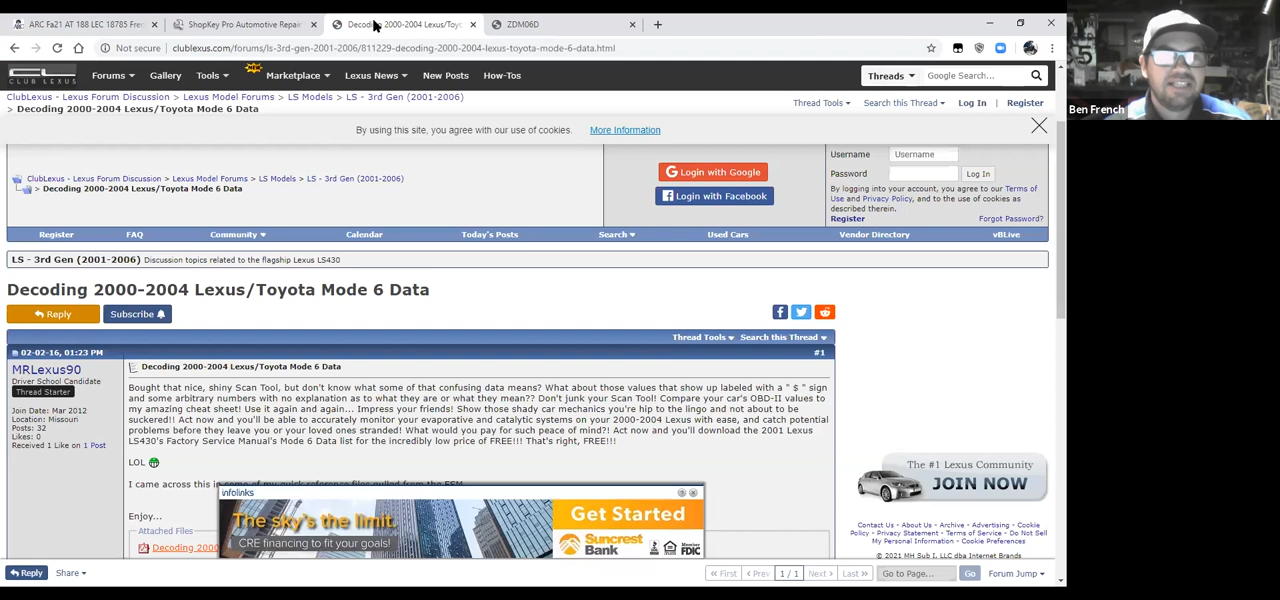 ARC Fa21 AT 188 LEC 18785 Fre
ShopKey Pro Automotive Repair
Decoding 2000-2004 Lexus/Toyo
ZDM06D
Not secure
clublexus.com/forums/ls-3rd-gen-2001-2006/811229-decoding-2000-2004-lexus-toyota-mode-6-data.html
CLUB LEXUS
Forums
Gallery
Tools
Marketplace
Lexus News
New Posts
How-Tos
Threads
Google Search...
ClubLexus - Lexus Forum Discussion > Lexus Model Forums > LS Models > LS - 3rd Gen (2001-2006)
> Decoding 2000-2004 Lexus/Toyota Mode 6 Data
Thread Tools
Search this Thread
Log In
Register
By using this site, you agree with our use of cookies. More Information
ClubLexus - Lexus Forum Discussion > Lexus Model Forums > LS Models > LS - 3rd Gen (2001-2006)
> Decoding 2000-2004 Lexus/Toyota Mode 6 Data
Login with Google
Login with Facebook
Username Username
Password Log In
By logging into your account, you agree to our Terms of
Use and Privacy Policy, and to the use of cookies as
described therein.
Register Forgot Password?
Register FAQ Community Calendar Today's Posts Search Used Cars Vendor Directory vBLive
LS - 3rd Gen (2001-2006) Discussion topics related to the flagship Lexus LS430
Decoding 2000-2004 Lexus/Toyota Mode 6 Data
Reply
Subscribe
Thread Tools Search this Thread
02-02-16, 01:23 PM #1
MRLexus90
Driver School Candidate
Thread Starter
Join Date: Mar 2012
Location: Missouri
Posts: 32
Likes: 0
Received 1 Like on 1 Post
Decoding 2000-2004 Lexus/Toyota Mode 6 Data
Bought that nice, shiny Scan Tool, but don't know what some of that confusing data means? What about those values that show up labeled with a " $ " sign
and some arbitrary numbers with no explanation as to what they are or what they mean?? Don't junk your Scan Tool! Compare your car's OBD-II values to
my amazing cheat sheet! Use it again and again... Impress your friends! Show those shady car mechanics you're hip to the lingo and not about to be
suckered!! Act now and you'll be able to accurately monitor your evaporative and catalytic systems on your 2000-2004 Lexus with ease, and catch potential
problems before they leave you or your loved ones stranded! What would you pay for such peace of mind?! Act now and you'll download the 2001 Lexus
LS430's Factory Service Manual's Mode 6 Data list for the incredibly low price of FREE!!! That's right, FREE!!!
LOL
I came across this in some of my quick reference files pulled from the FSM
Enjoy...
Attached Files
Decoding 2000
infolinks
The sky's the limit.
CRE financing to fit your goals!
Get Started
Suncrest
Bank
FDIC
The #1 Lexus Community
JOIN NOW
Contact Us - About Us - Archive - Advertising - Cookie
Policy - Privacy Statement - Terms of Service - Do Not Sell
My Personal Information - Cookie Preferences
© 2021 MH Sub I, LLC dba Internet Brands
Reply Share First Prev 1 / 1 Next Last Go to Page... Go Forum Jump
Ben French